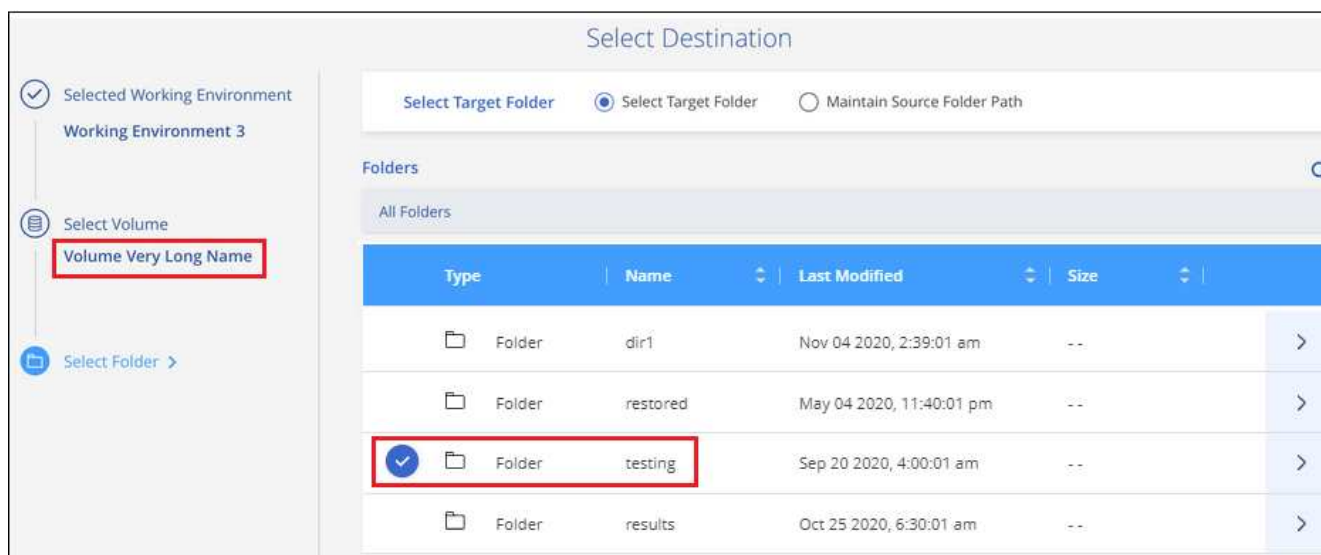 Select Destination
Selected Working Environment
Working Environment 3
Select Volume
Volume Very Long Name
Select Folder >
Select Target Folder Select Target Folder Maintain Source Folder Path
Folders
All Folders
Type Name Last Modified Size
Folder dir1 Nov 04 2020, 2:39:01 am --
Folder restored May 04 2020, 11:40:01 pm --
Folder testing Sep 20 2020, 4:00:01 am --
Folder results Oct 25 2020, 6:30:01 am --